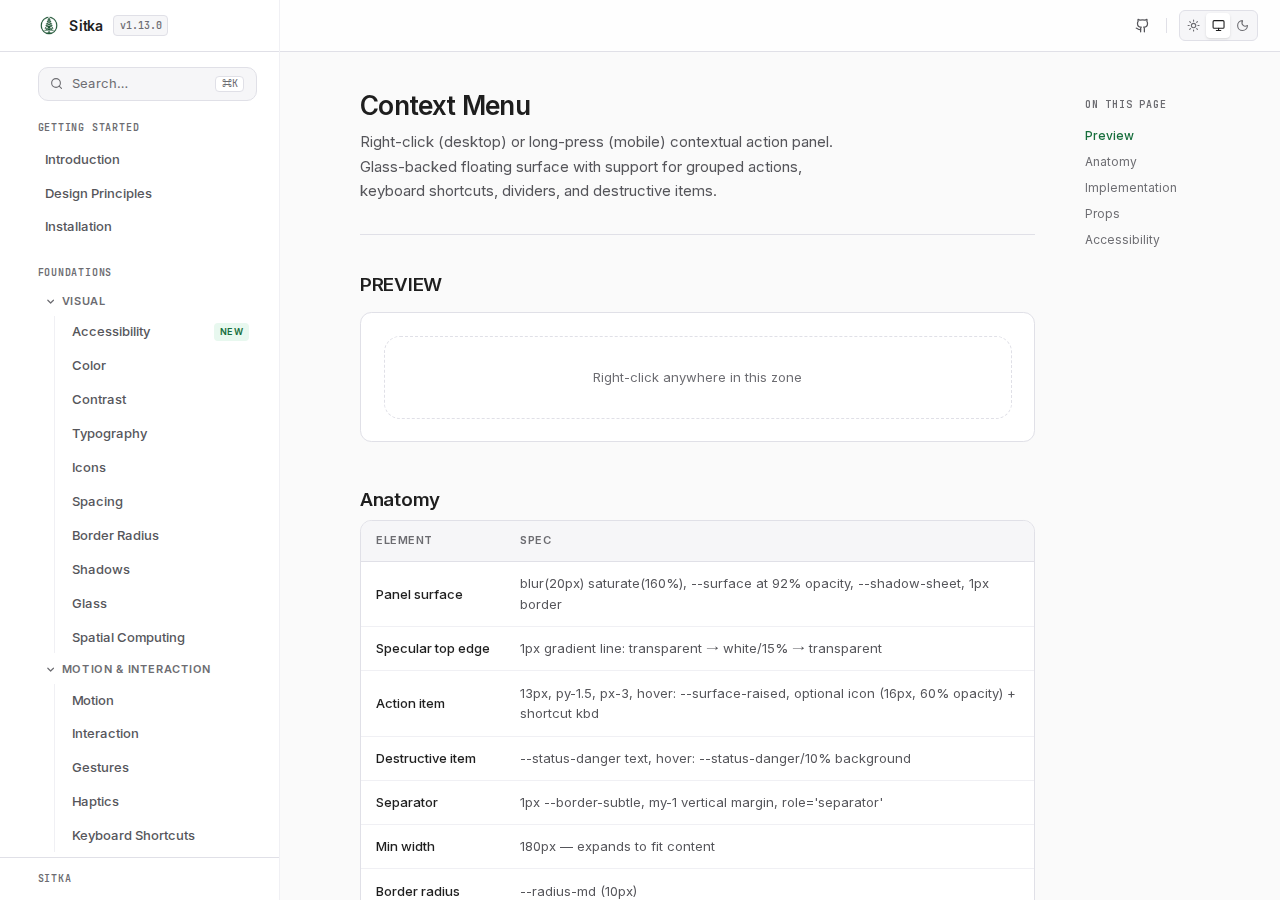 Sitka v1.13.0
Search... ⌘K
GETTING STARTED
Introduction
Design Principles
Installation
FOUNDATIONS
VISUAL
Accessibility NEW
Color
Contrast
Typography
Icons
Spacing
Border Radius
Shadows
Glass
Spatial Computing
MOTION & INTERACTION
Motion
Interaction
Gestures
Haptics
Keyboard Shortcuts
SITKA
Context Menu
Right-click (desktop) or long-press (mobile) contextual action panel.
Glass-backed floating surface with support for grouped actions,
keyboard shortcuts, dividers, and destructive items.
PREVIEW
Right-click anywhere in this zone
Anatomy
ELEMENT SPEC
Panel surface blur(20px) saturate(160%), --surface at 92% opacity, --shadow-sheet, 1px
border
Specular top edge 1px gradient line: transparent → white/15% → transparent
Action item 13px, py-1.5, px-3, hover: --surface-raised, optional icon (16px, 60% opacity) +
shortcut kbd
Destructive item --status-danger text, hover: --status-danger/10% background
Separator 1px --border-subtle, my-1 vertical margin, role='separator'
Min width 180px — expands to fit content
Border radius --radius-md (10px)
ON THIS PAGE
Preview
Anatomy
Implementation
Props
Accessibility